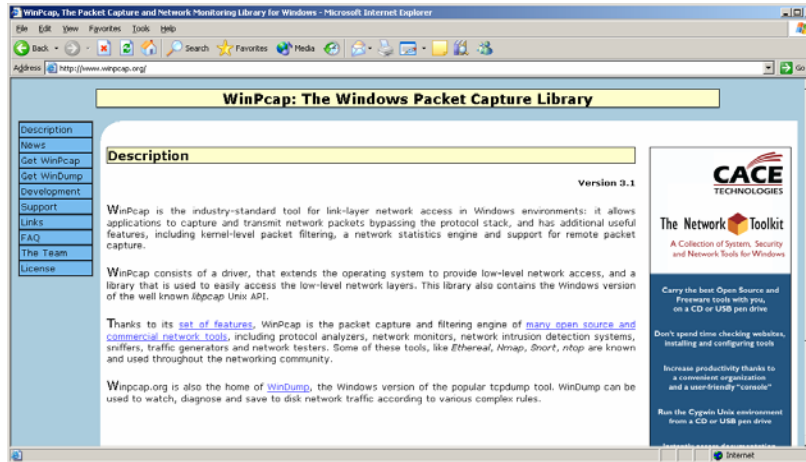 WinPcap, The Packet Capture and Network Monitoring Library for Windows - Microsoft Internet Explorer
File Edit View Favorites Tools Help
Back Search Favorites Media
Address http://www.winpcap.org/ Go
WinPcap: The Windows Packet Capture Library
Description
News
Get WinPcap
Get WinDump
Development
Support
Links
FAQ
The Team
License
Description
Version 3.1
WinPcap is the industry-standard tool for link-layer network access in Windows environments: it allows
applications to capture and transmit network packets bypassing the protocol stack, and has additional useful
features, including kernel-level packet filtering, a network statistics engine and support for remote packet
capture.
WinPcap consists of a driver, that extends the operating system to provide low-level network access, and a
library that is used to easily access the low-level network layers. This library also contains the Windows version
of the well known libpcap Unix API.
Thanks to its set of features, WinPcap is the packet capture and filtering engine of many open source and
commercial network tools, including protocol analyzers, network monitors, network intrusion detection systems,
sniffers, traffic generators and network testers. Some of these tools, like Ethereal, Nmap, Snort, ntop are known
and used throughout the networking community.
Winpcap.org is also the home of WinDump, the Windows version of the popular tcpdump tool. WinDump can be
used to watch, diagnose and save to disk network traffic according to various complex rules.
CACE
TECHNOLOGIES
The Network Toolkit
A Collection of System, Security
and Network Tools for Windows
Carry the best Open Source and
Freeware tools with you,
on a CD or USB pen drive
Don't spend time checking websites,
installing and configuring tools
Increase productivity thanks to
a convenient organization
and a user-friendly "console"
Run the Cygwin Unix environment
from a CD or USB pen drive
Internet